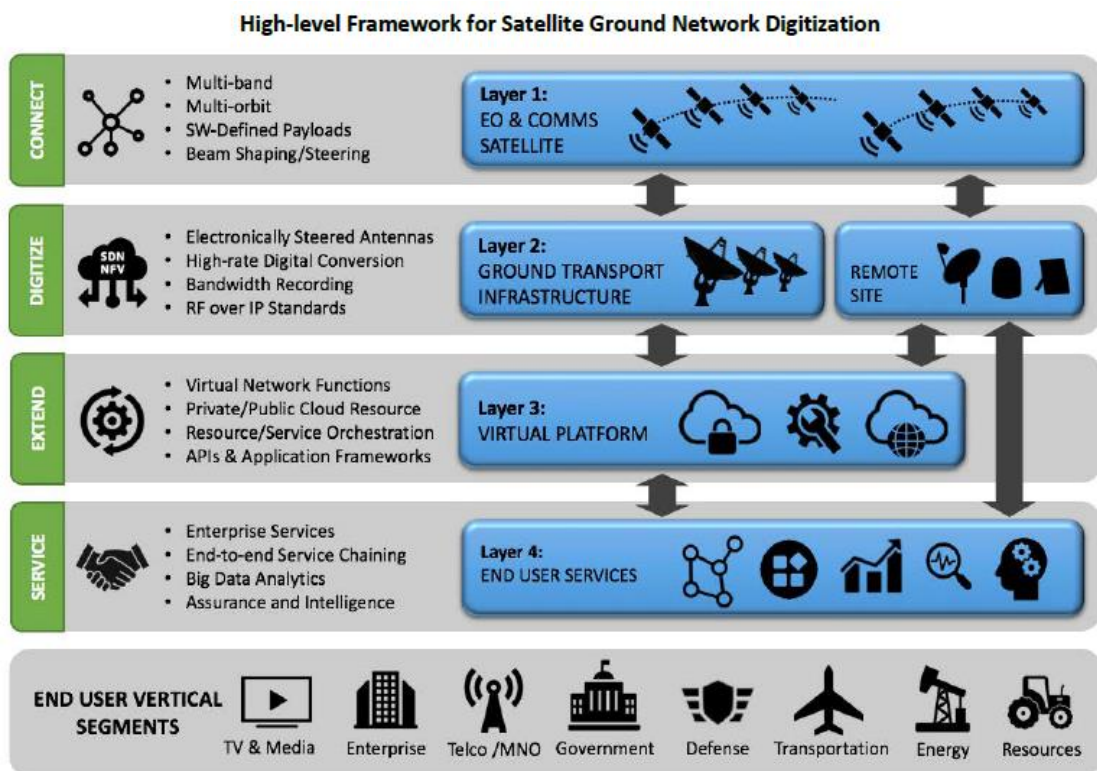 High-level Framework for Satellite Ground Network Digitization
CONNECT
• Multi-band
• Multi-orbit
• SW-Defined Payloads
• Beam Shaping/Steering
Layer 1:
EO & COMMS
SATELLITE
DIGITIZE
SDN
NFV
• Electronically Steered Antennas
• High-rate Digital Conversion
• Bandwidth Recording
• RF over IP Standards
Layer 2:
GROUND TRANSPORT
INFRASTRUCTURE
REMOTE
SITE
EXTEND
• Virtual Network Functions
• Private/Public Cloud Resource
• Resource/Service Orchestration
• APIs & Application Frameworks
Layer 3:
VIRTUAL PLATFORM
SERVICE
• Enterprise Services
• End-to-end Service Chaining
• Big Data Analytics
• Assurance and Intelligence
Layer 4:
END USER SERVICES
END USER VERTICAL
SEGMENTS
TV & Media
Enterprise
Telco /MNO
Government
Defense
Transportation
Energy
Resources